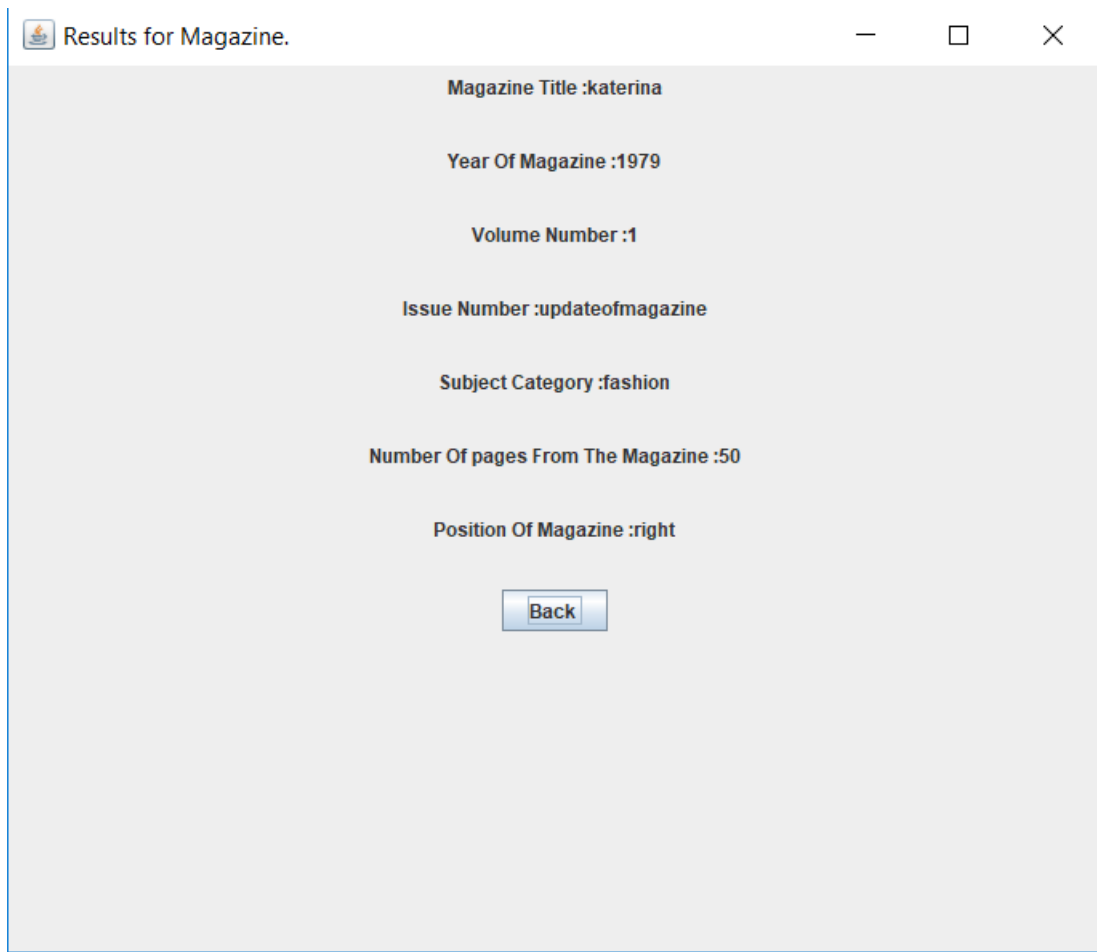 Results for Magazine.
Magazine Title :katerina
Year Of Magazine :1979
Volume Number :1
Issue Number :updateofmagazine
Subject Category :fashion
Number Of pages From The Magazine :50
Position Of Magazine :right
Back